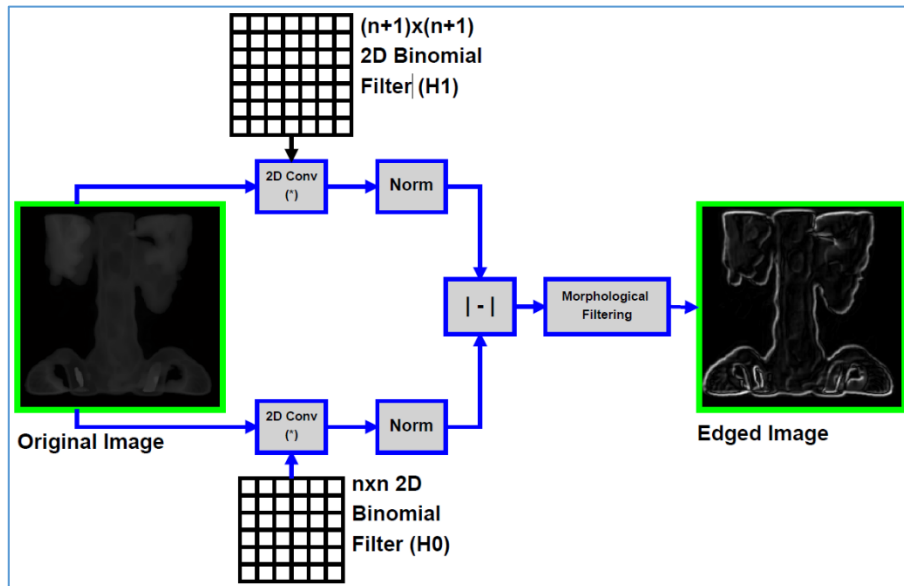 (n+1)x(n+1)
2D Binomial
Filter (H1)
2D Conv
(*)
Norm
| - |
Morphological
Filtering
Original Image
2D Conv
(*)
Norm
Edged Image
nxn 2D
Binomial
Filter (H0)